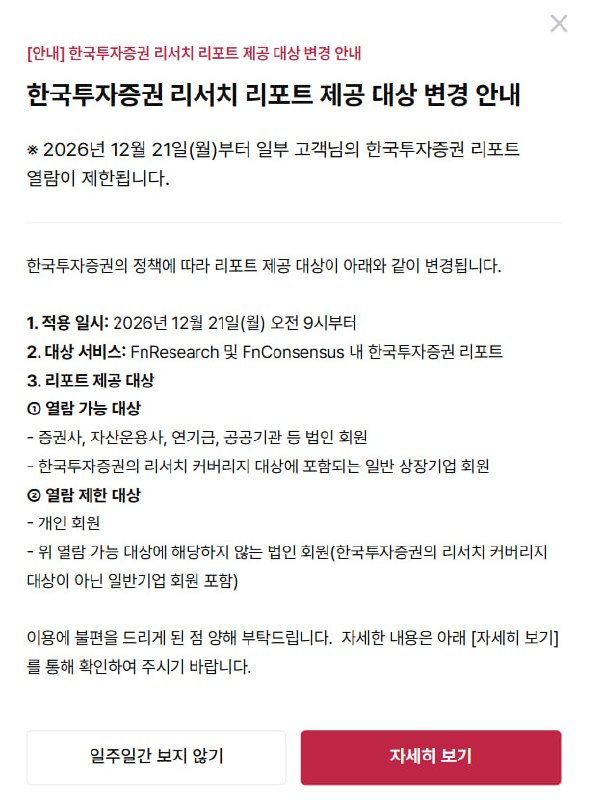 [안내] 한국투자증권 리서치 리포트 제공 대상 변경 안내
한국투자증권 리서치 리포트 제공 대상 변경 안내
※ 2026년 12월 21일(월)부터 일부 고객님의 한국투자증권 리포트
열람이 제한됩니다.
한국투자증권의 정책에 따라 리포트 제공 대상이 아래와 같이 변경됩니다.
1. 적용 일시: 2026년 12월 21일(월) 오전 9시부터
2. 대상 서비스: FnResearch 및 FnConsensus 내 한국투자증권 리포트
3. 리포트 제공 대상
① 열람 가능 대상
- 증권사, 자산운용사, 연기금, 공공기관 등 법인 회원
- 한국투자증권의 리서치 커버리지 대상에 포함되는 일반 상장기업 회원
② 열람 제한 대상
- 개인 회원
- 위 열람 가능 대상에 해당하지 않는 법인 회원(한국투자증권의 리서치 커버리지
대상이 아닌 일반기업 회원 포함)
이용에 불편을 드리게 된 점 양해 부탁드립니다. 자세한 내용은 아래 [자세히 보기]
를 통해 확인하여 주시기 바랍니다.
일주일간 보지 않기
자세히 보기